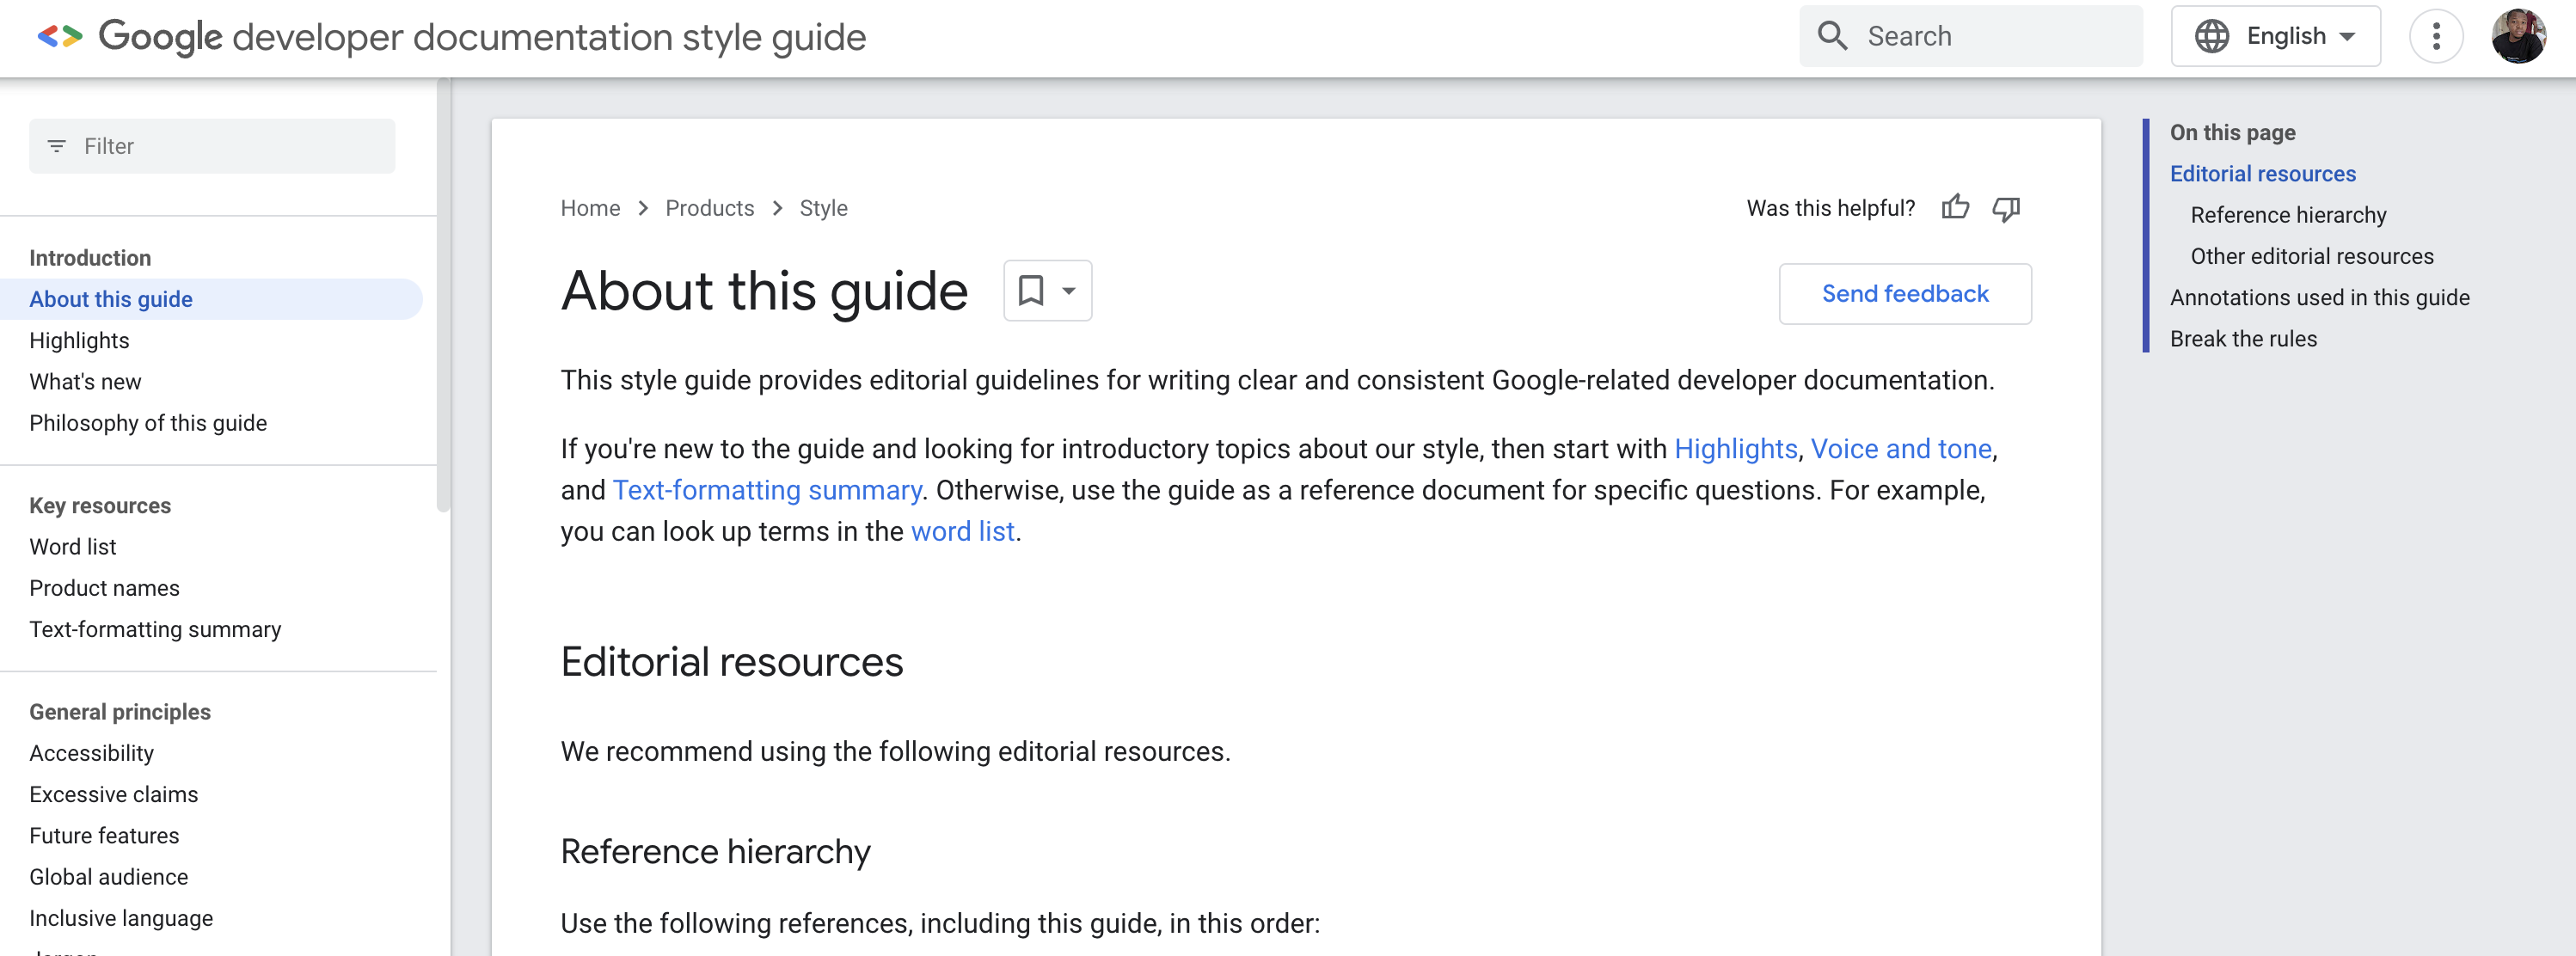 Google developer documentation style guide
Search
English
Filter
Introduction
About this guide
Highlights
What's new
Philosophy of this guide
Key resources
Word list
Product names
Text-formatting summary
General principles
Accessibility
Excessive claims
Future features
Global audience
Inclusive language
Home > Products > Style
Was this helpful?
About this guide
Send feedback
This style guide provides editorial guidelines for writing clear and consistent Google-related developer documentation.
If you're new to the guide and looking for introductory topics about our style, then start with Highlights, Voice and tone,
and Text-formatting summary. Otherwise, use the guide as a reference document for specific questions. For example,
you can look up terms in the word list.
Editorial resources
We recommend using the following editorial resources.
Reference hierarchy
Use the following references, including this guide, in this order:
On this page
Editorial resources
Reference hierarchy
Other editorial resources
Annotations used in this guide
Break the rules